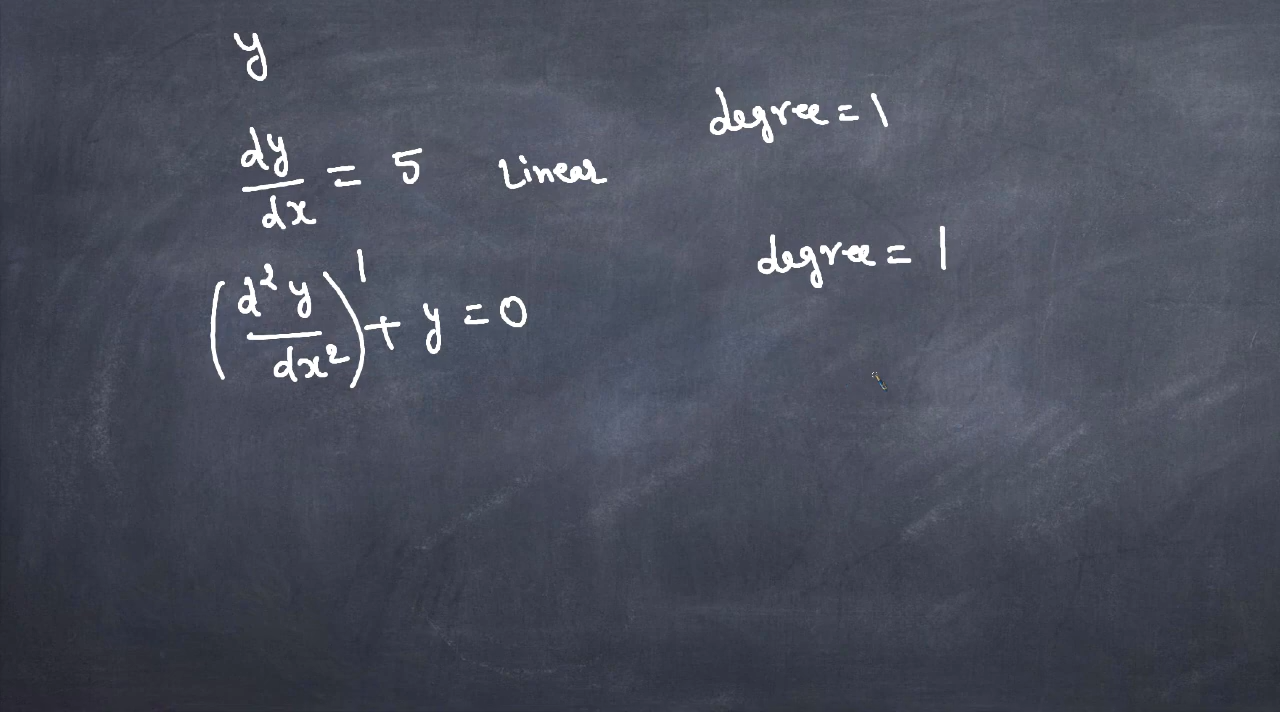 y
degree = 1
dy/dx = 5 Linear
degree = 1
(d²y/dx²)¹ + y = 0